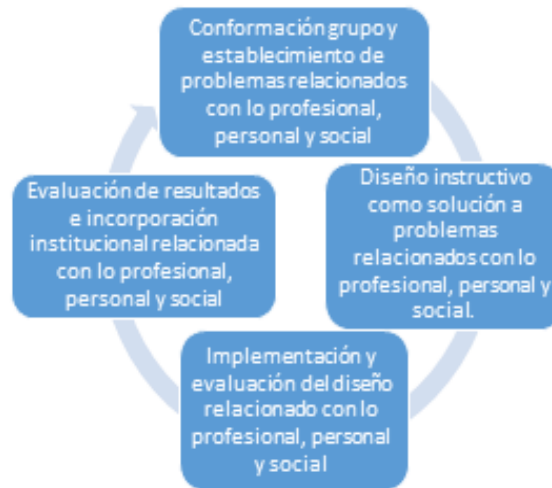 Conformación grupo y
establecimiento de
problemas relacionados
con lo profesional,
personal y social
Diseño instructivo
como solución a
problemas
relacionados con lo
profesional, personal y
social.
Implementación y
evaluación del diseño
relacionado con lo
profesional, personal
y social
Evaluación de resultados
e incorporación
institucional relacionada
con lo profesional,
personal y social